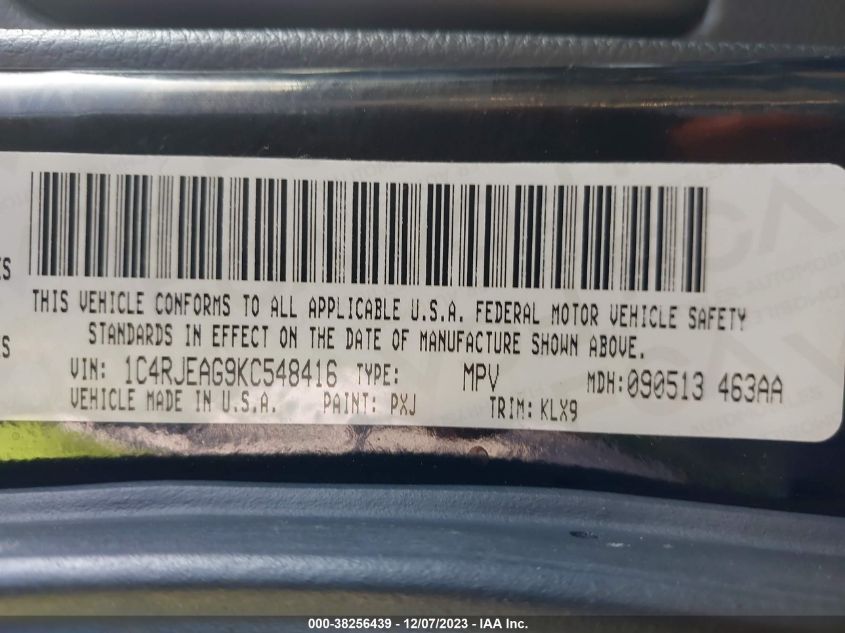 ES
THIS VEHICLE CONFORMS TO ALL APPLICABLE U.S.A. FEDERAL MOTOR VEHICLE SAFETY
STANDARDS IN EFFECT ON THE DATE OF MANUFACTURE SHOWN ABOVE.
ES
VIN: 1C4RJEAG9KC548416 TYPE: MPV MDH:090513 463AA
VEHICLE MADE IN U.S.A. PAINT: PXJ TRIM: KLX9
000-38256439 - 12/07/2023 - IAA Inc.